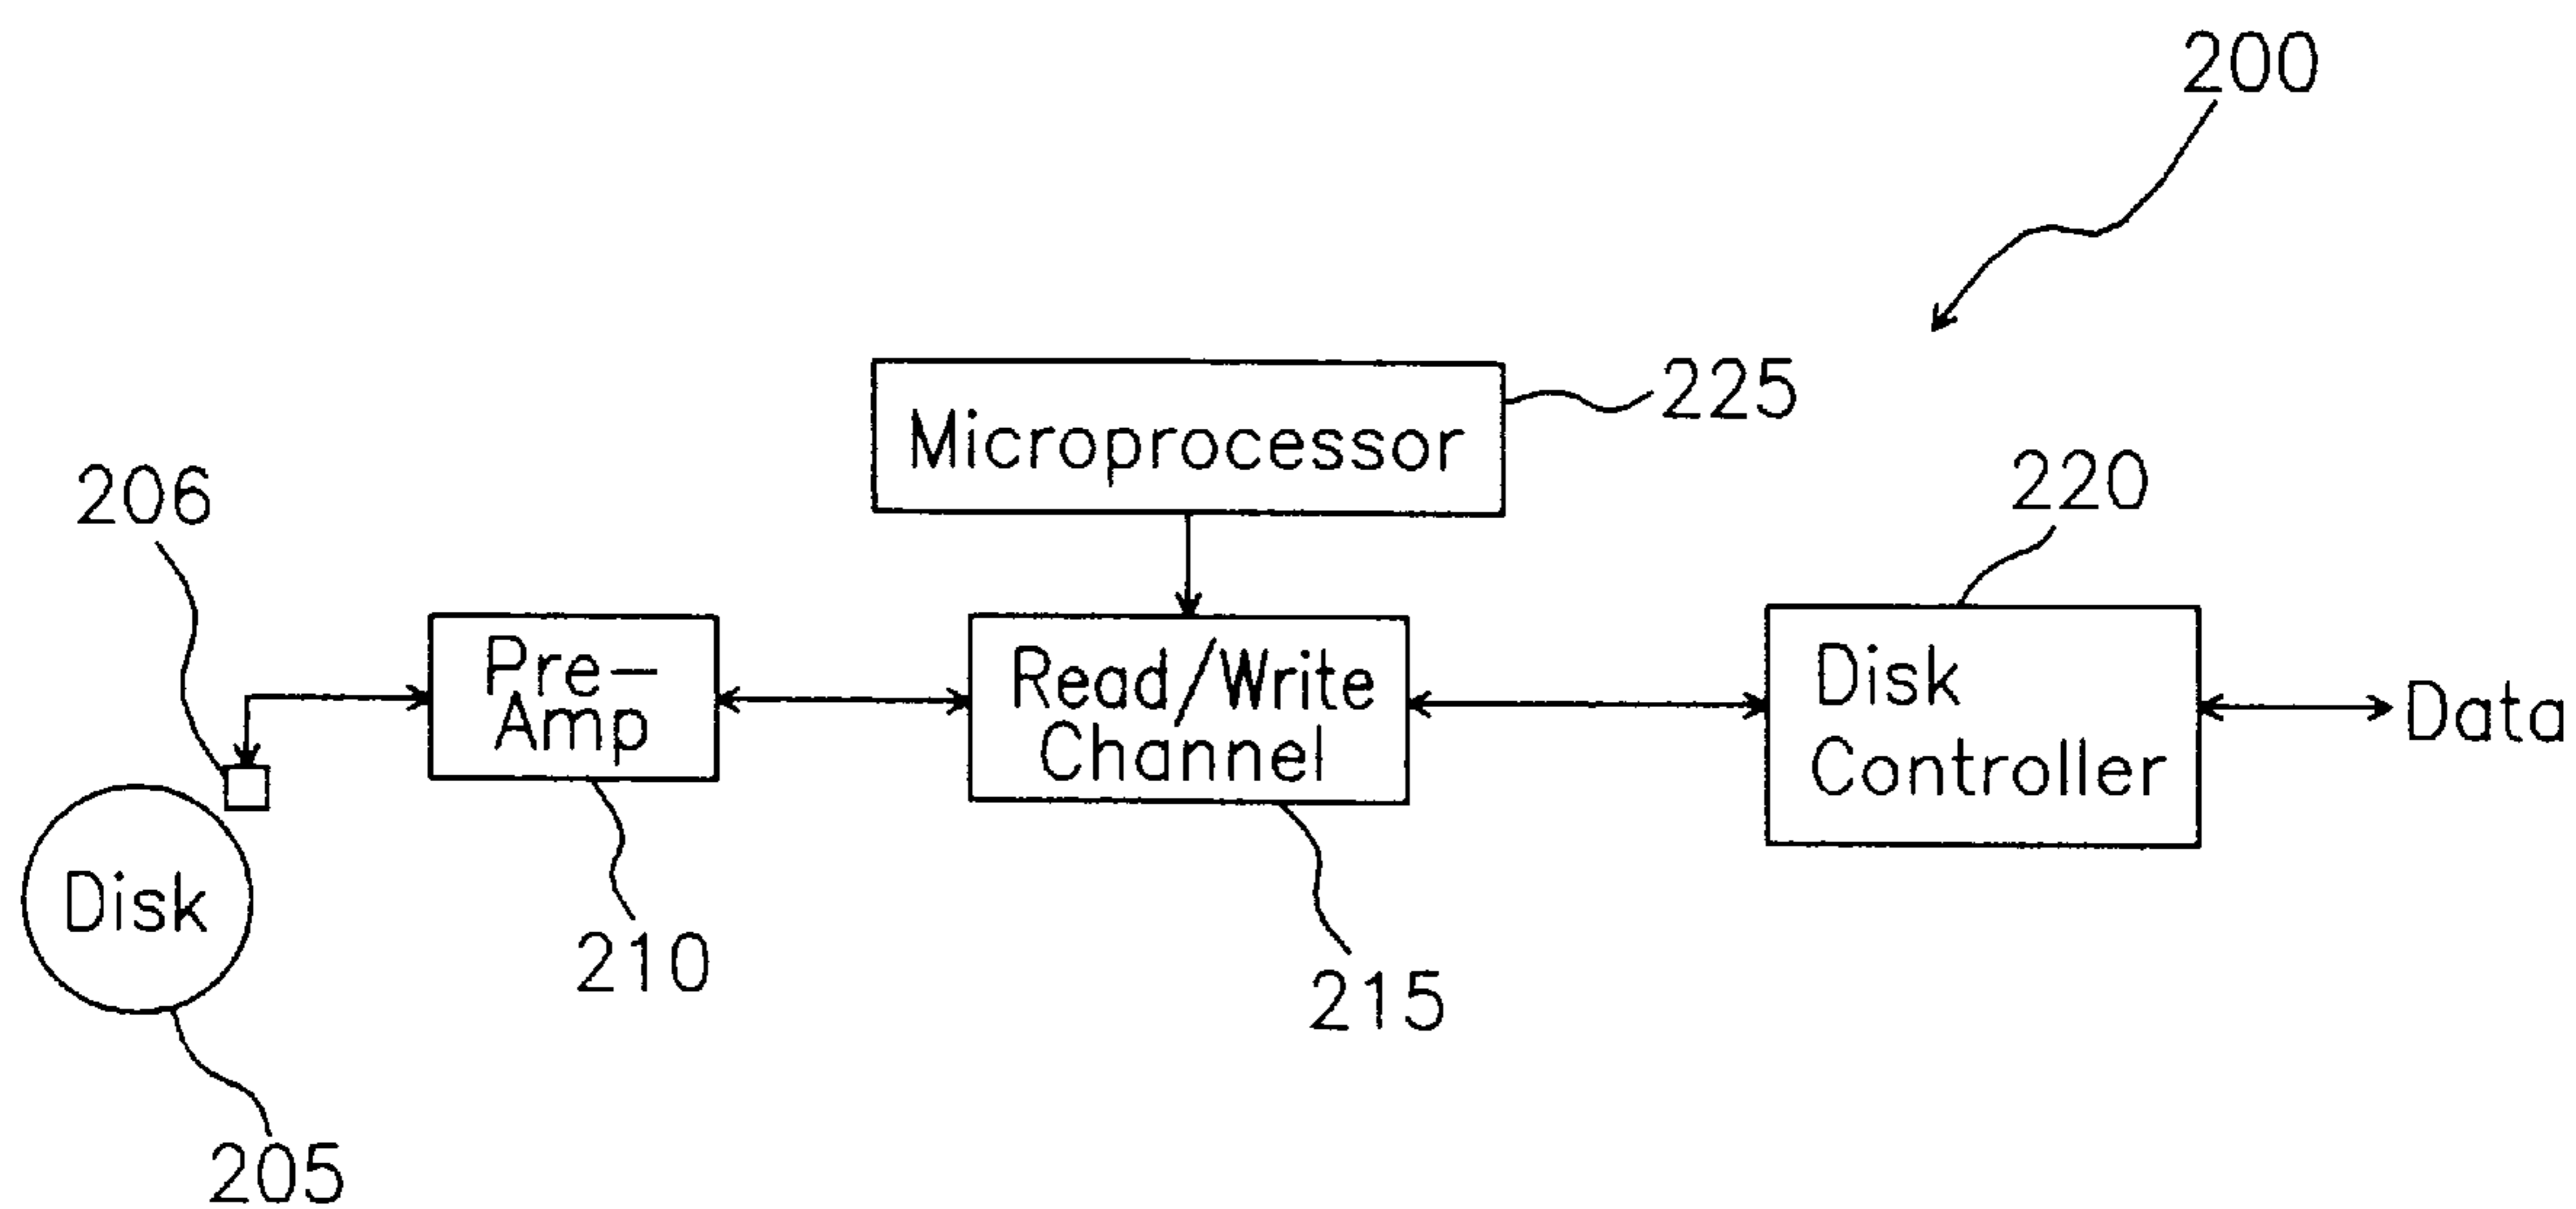 200
Microprocessor
225
206
220
Pre-
Amp
Read/Write
Channel
Disk
Controller
Data
Disk
210
215
205